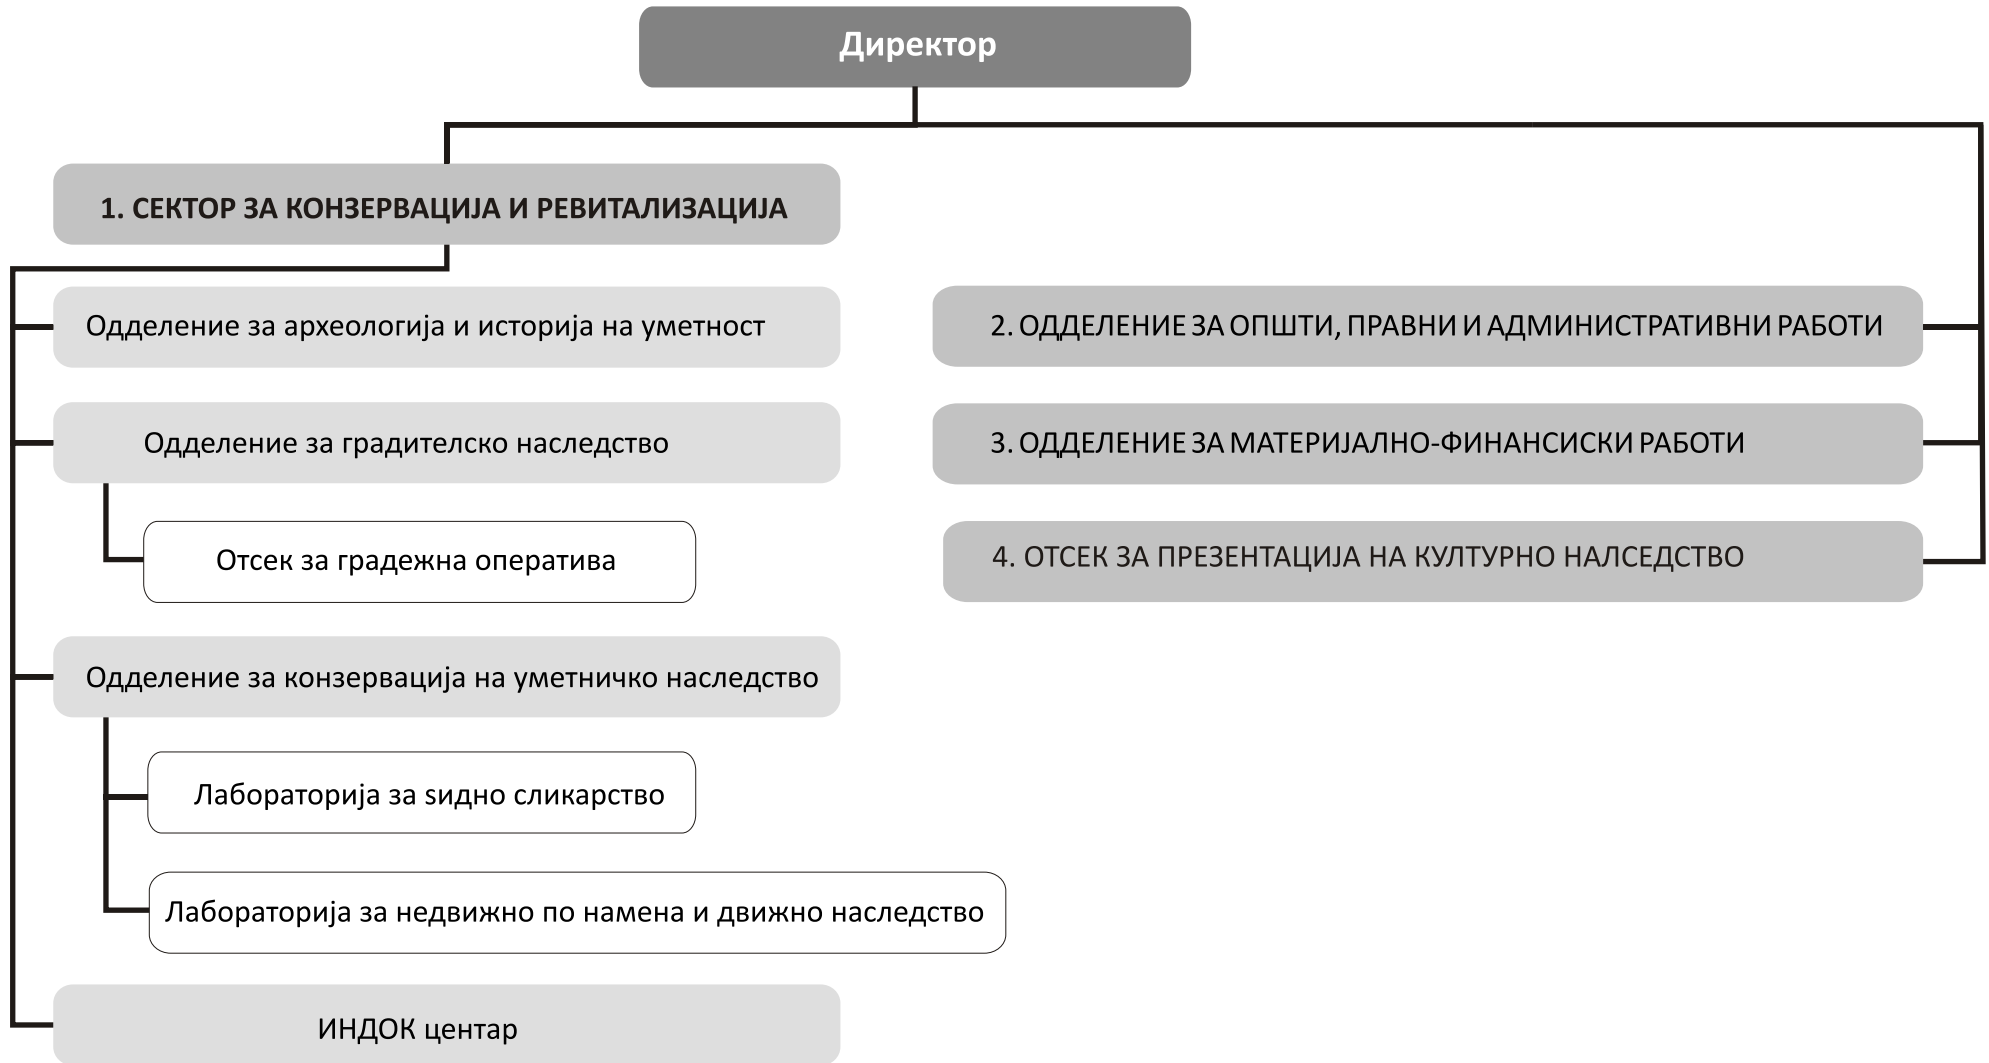 Директор
1. СЕКТОР ЗА КОНЗЕРВАЦИЈА И РЕВИТАЛИЗАЦИЈА
Одделение за археологија и историја на уметност
Одделение за градителско наследство
Отсек за градежна оператива
Одделение за конзервација на уметничко наследство
Лабораторија за ѕидно сликарство
Лабораторија за недвижно по намена и движно наследство
ИНДОК центар
2. ОДДЕЛЕНИЕ ЗА ОПШТИ, ПРАВНИ И АДМИНИСТРАТИВНИ РАБОТИ
3. ОДДЕЛЕНИЕ ЗА МАТЕРИЈАЛНО-ФИНАНСИСКИ РАБОТИ
4. ОТСЕК ЗА ПРЕЗЕНТАЦИЈА НА КУЛТУРНО НАЛСЕДСТВО